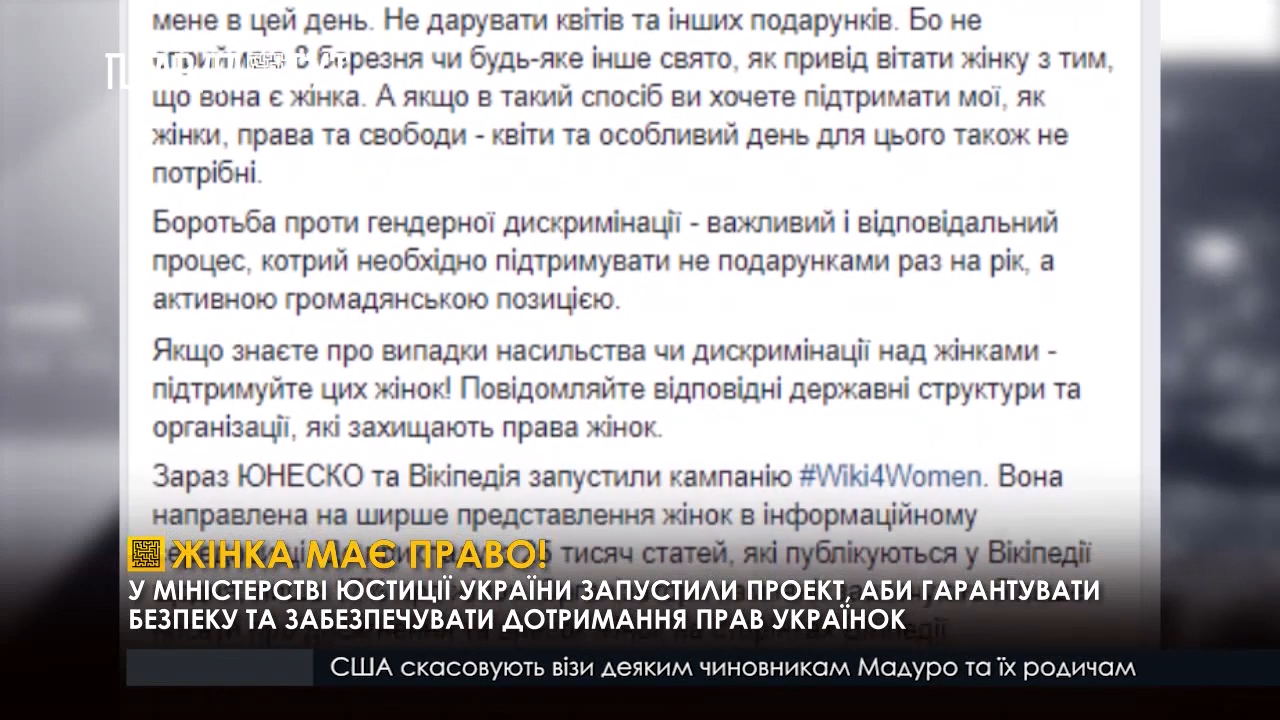 мене в цей день. Не дарувати квітів та інших подарунків. Бо не
8 березня чи будь-яке інше свято, як привід вітати жінку з тим,
що вона є жінка. А якщо в такий спосіб ви хочете підтримати мої, як
жінки, права та свободи - квіти та особливий день для цього також не
потрібні.
Боротьба проти гендерної дискримінації - важливий і відповідальний
процес, котрий необхідно підтримувати не подарунками раз на рік, а
активною громадянською позицією.
Якщо знаєте про випадки насильства чи дискримінації над жінками -
підтримуйте цих жінок! Повідомляйте відповідні державні структури та
організації, які захищають права жінок.
Зараз ЮНЕСКО та Вікіпедія запустили кампанію #Wiki4Women. Вона
направлена на ширше представлення жінок в інформаційному
тисяч статей, які публікуються у Вікіпедії
ЖІНКА МАЄ ПРАВО!
У МІНІСТЕРСТВІ ЮСТИЦІЇ УКРАЇНИ ЗАПУСТИЛИ ПРОЕКТ, АБИ ГАРАНТУВАТИ
БЕЗПЕКУ ТА ЗАБЕЗПЕЧУВАТИ ДОТРИМАННЯ ПРАВ УКРАЇНОК
США скасовують візи деяким чиновникам Мадуро та їх родичам